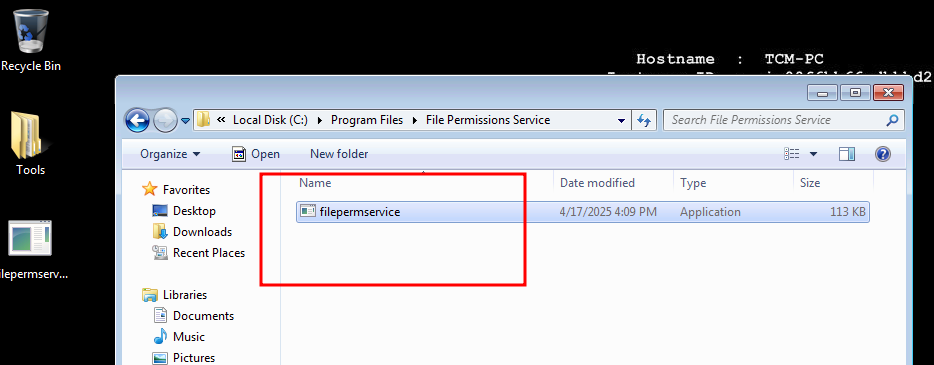 Recycle Bin
Tools
ilepermserv...
Hostname : TCM-PC
« Local Disk (C:) Program Files File Permissions Service
Search File Permissions Service
Organize Open New folder
Favorites
Desktop
Downloads
Recent Places
Libraries
Documents
Music
Pictures
Name Date modified Type Size
filepermservice 4/17/2025 4:09 PM Application 113 KB